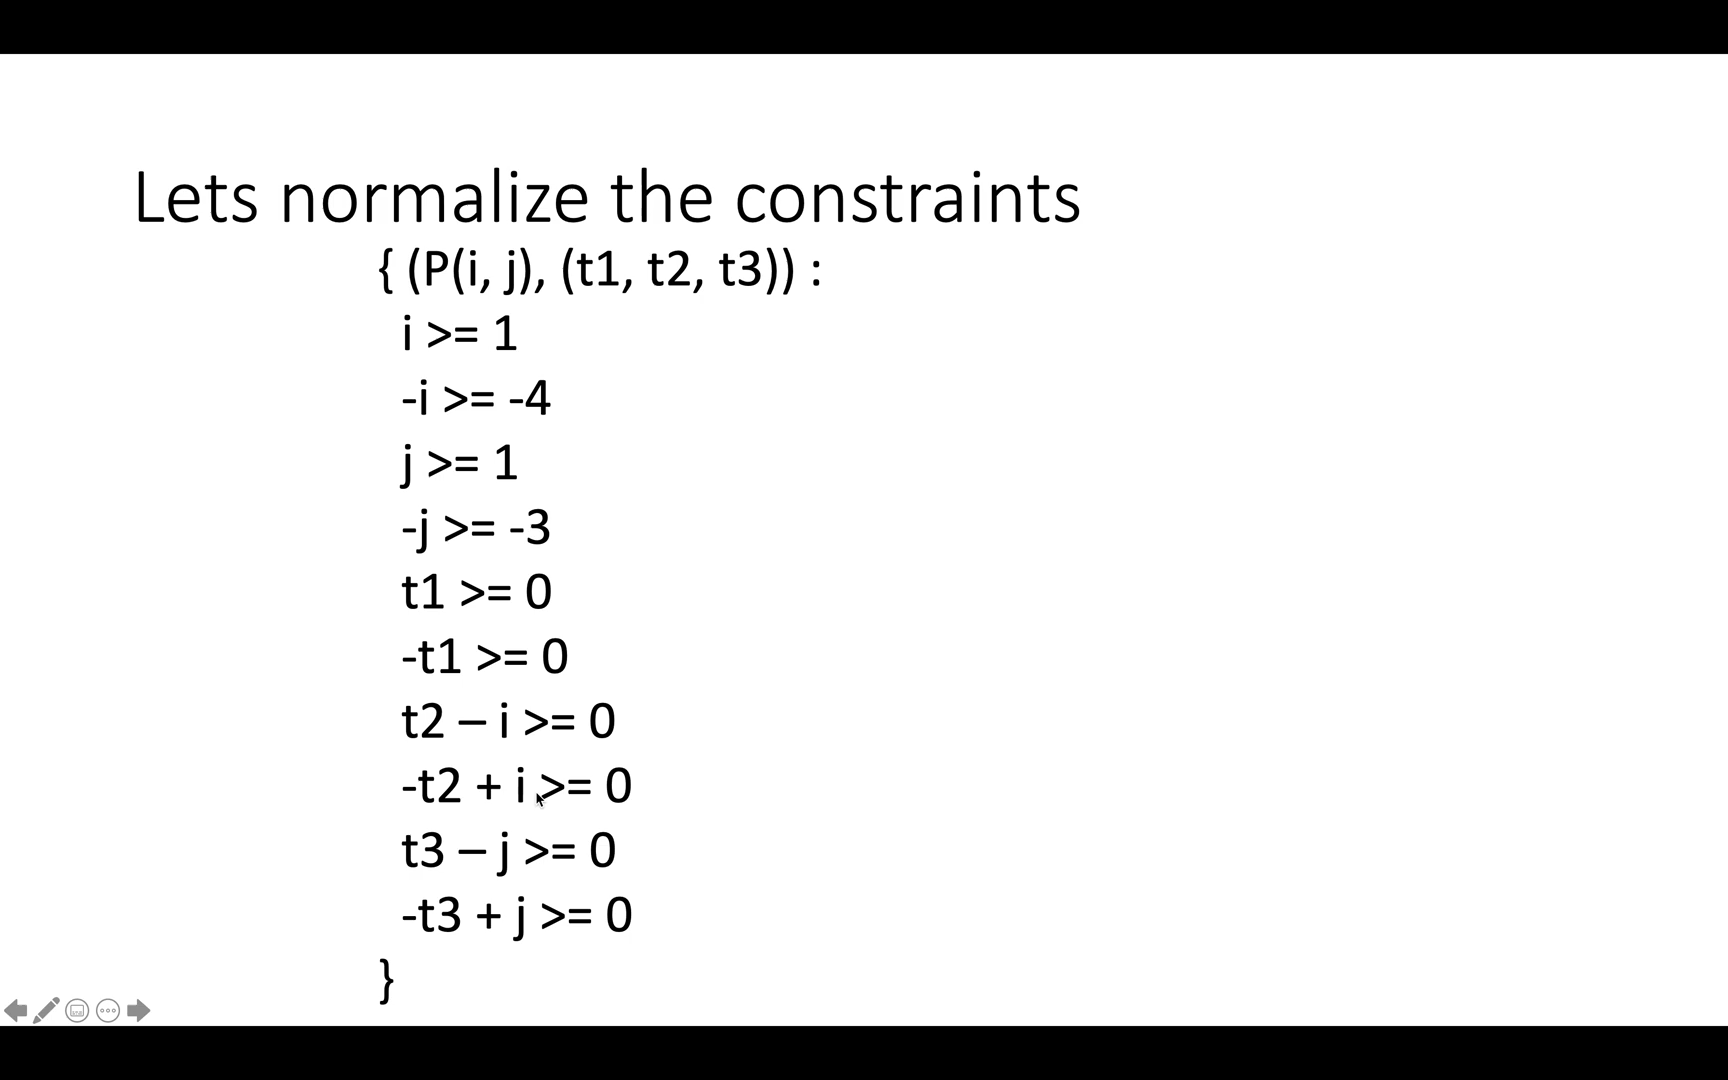 Lets normalize the constraints
{ (P(i, j), (t1, t2, t3)) :
i >= 1
-i >= -4
j >= 1
-j >= -3
t1 >= 0
-t1 >= 0
t2 – i >= 0
-t2 + i >= 0
t3 – j >= 0
-t3 + j >= 0
}